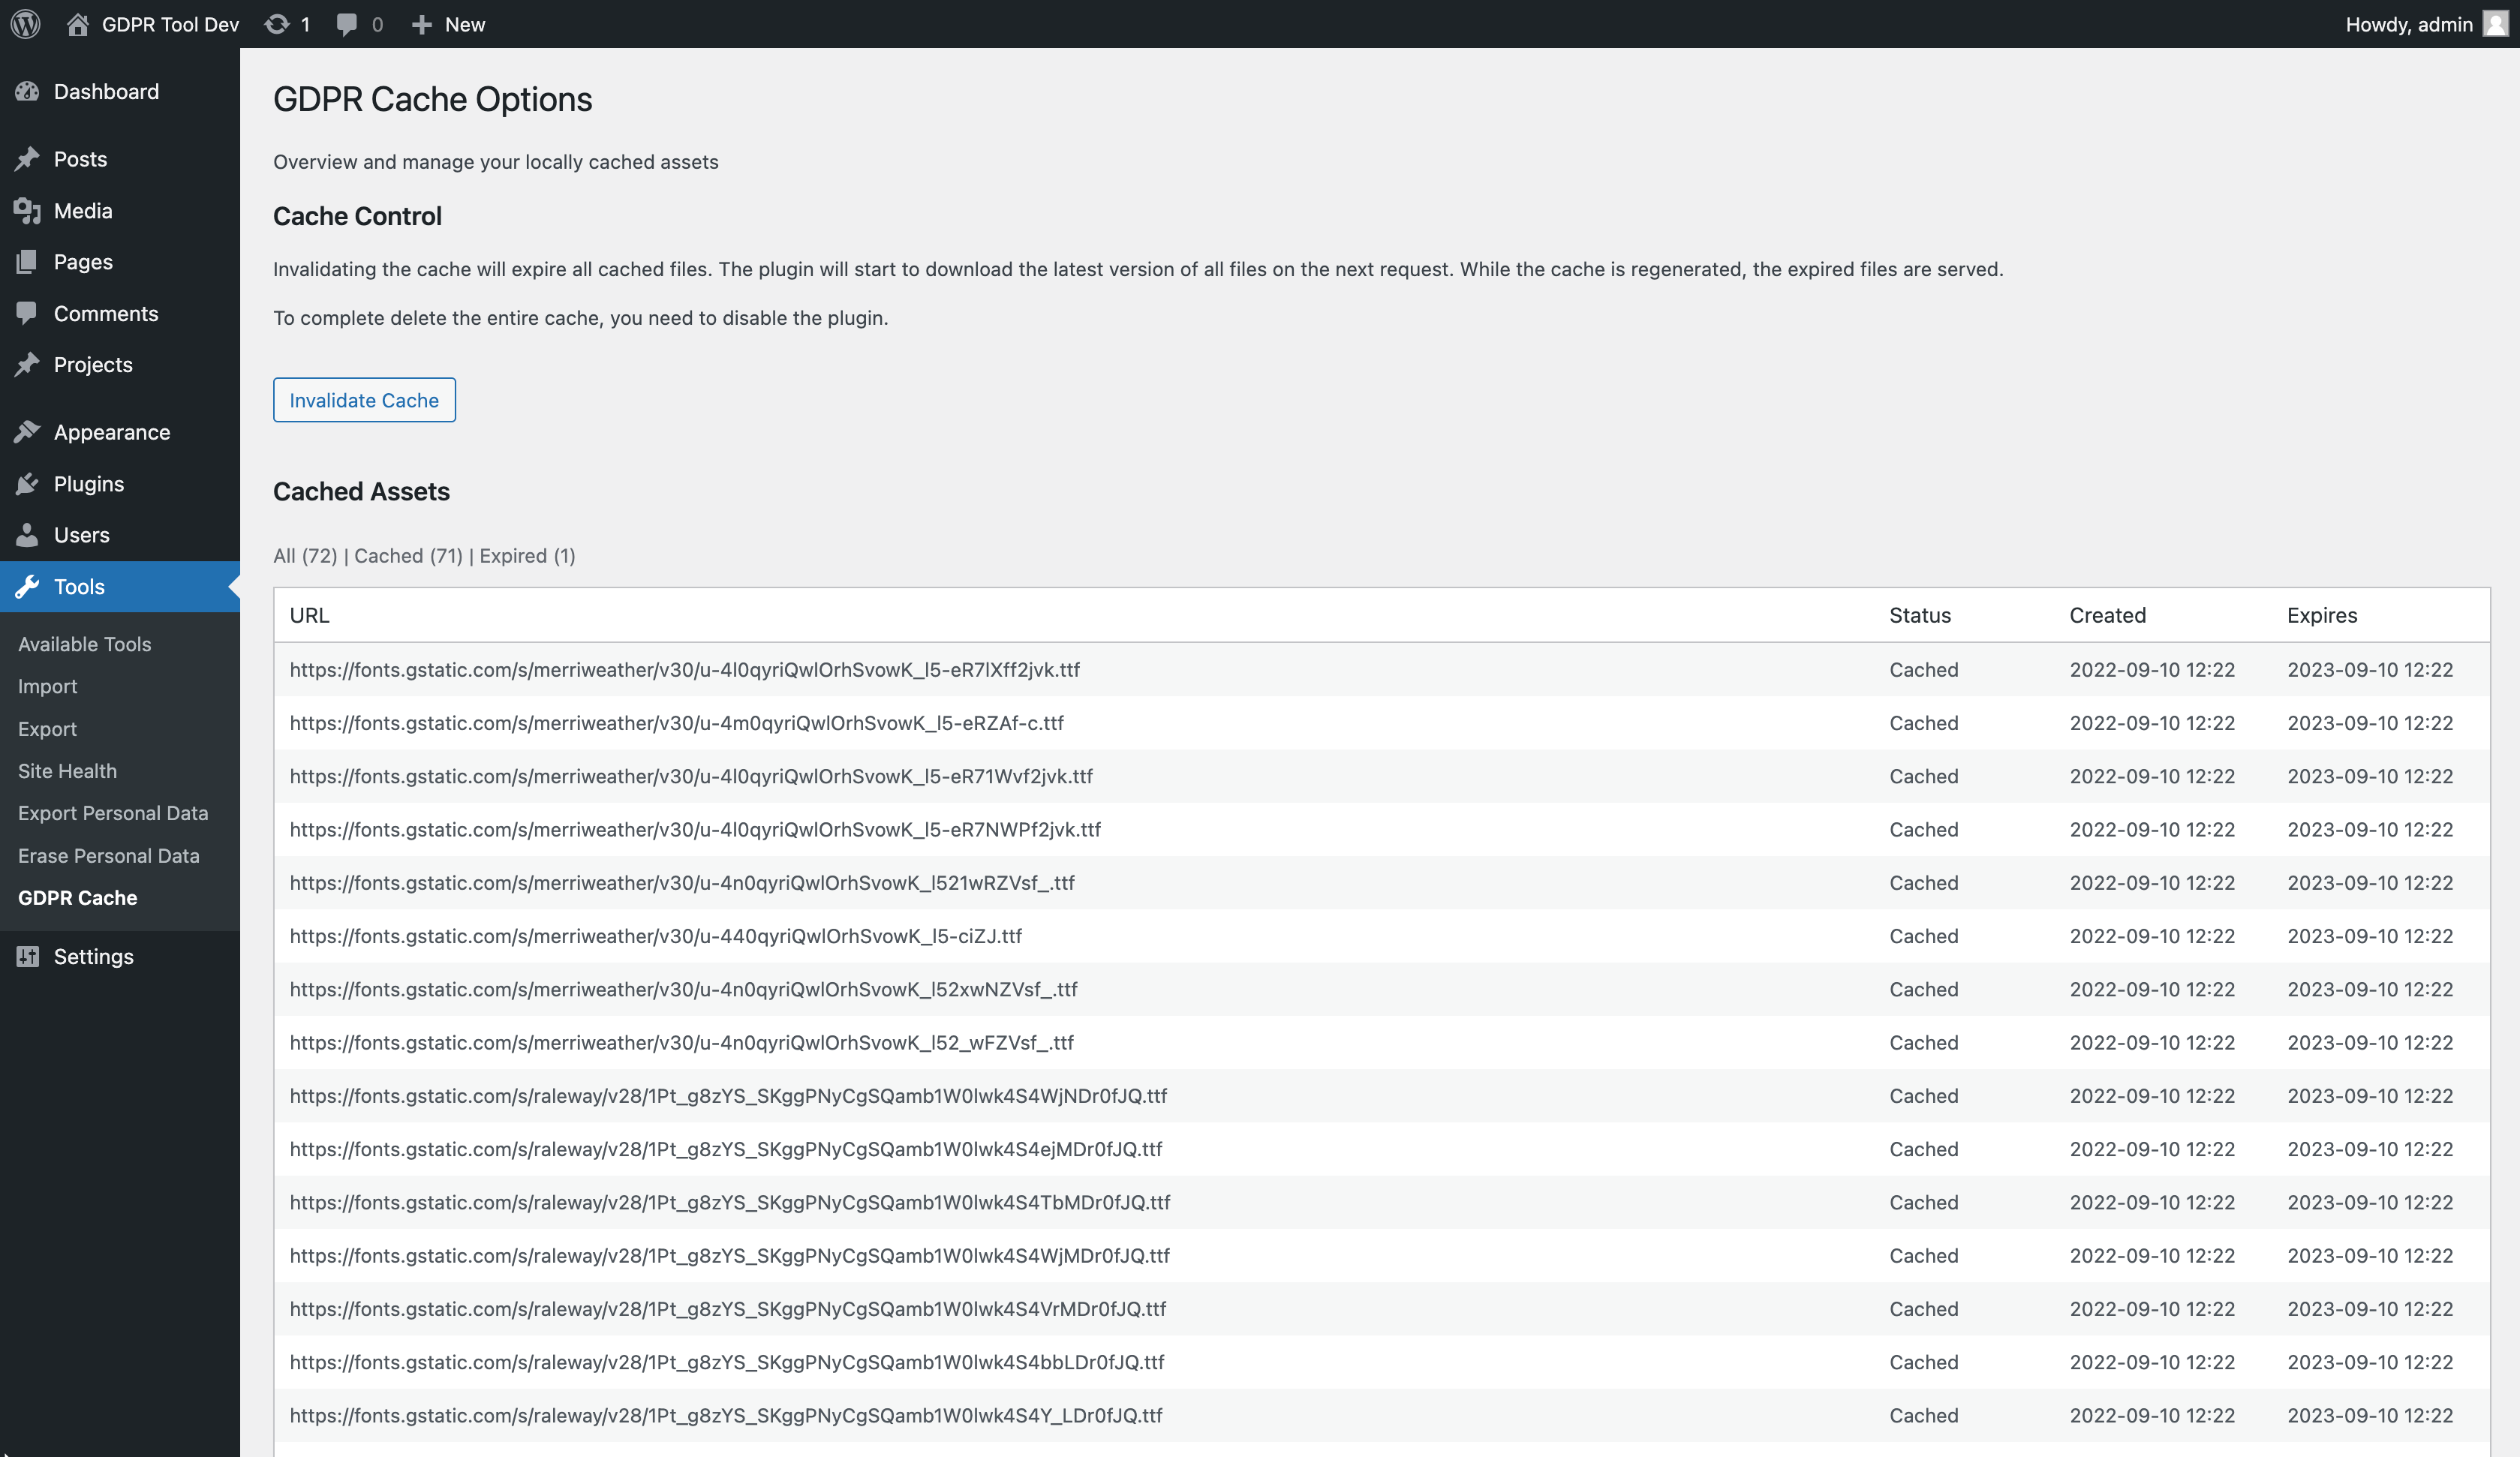 GDPR Tool Dev 1 0 New Howdy, admin
Dashboard
Posts
Media
Pages
Comments
Projects
Appearance
Plugins
Users
Tools
Available Tools
Import
Export
Site Health
Export Personal Data
Erase Personal Data
GDPR Cache
Settings
GDPR Cache Options
Overview and manage your locally cached assets
Cache Control
Invalidating the cache will expire all cached files. The plugin will start to download the latest version of all files on the next request. While the cache is regenerated, the expired files are served.
To complete delete the entire cache, you need to disable the plugin.
Invalidate Cache
Cached Assets
All (72) | Cached (71) | Expired (1)
URL Status Created Expires
https://fonts.gstatic.com/s/merriweather/v30/u-4l0qyriQwlOrhSvowK_l5-eR7lXff2jvk.ttf Cached 2022-09-10 12:22 2023-09-10 12:22
https://fonts.gstatic.com/s/merriweather/v30/u-4m0qyriQwlOrhSvowK_l5-eRZAf-c.ttf Cached 2022-09-10 12:22 2023-09-10 12:22
https://fonts.gstatic.com/s/merriweather/v30/u-4l0qyriQwlOrhSvowK_l5-eR71Wvf2jvk.ttf Cached 2022-09-10 12:22 2023-09-10 12:22
https://fonts.gstatic.com/s/merriweather/v30/u-4l0qyriQwlOrhSvowK_l5-eR7NWPf2jvk.ttf Cached 2022-09-10 12:22 2023-09-10 12:22
https://fonts.gstatic.com/s/merriweather/v30/u-4n0qyriQwlOrhSvowK_l521wRZVsf_.ttf Cached 2022-09-10 12:22 2023-09-10 12:22
https://fonts.gstatic.com/s/merriweather/v30/u-440qyriQwlOrhSvowK_l5-ciZJ.ttf Cached 2022-09-10 12:22 2023-09-10 12:22
https://fonts.gstatic.com/s/merriweather/v30/u-4n0qyriQwlOrhSvowK_l52xwNZVsf_.ttf Cached 2022-09-10 12:22 2023-09-10 12:22
https://fonts.gstatic.com/s/merriweather/v30/u-4n0qyriQwlOrhSvowK_l52_wFZVsf_.ttf Cached 2022-09-10 12:22 2023-09-10 12:22
https://fonts.gstatic.com/s/raleway/v28/1Pt_g8zYS_SKggPNyCgSQamb1W0lwk4S4WjNDr0fJQ.ttf Cached 2022-09-10 12:22 2023-09-10 12:22
https://fonts.gstatic.com/s/raleway/v28/1Pt_g8zYS_SKggPNyCgSQamb1W0lwk4S4ejMDr0fJQ.ttf Cached 2022-09-10 12:22 2023-09-10 12:22
https://fonts.gstatic.com/s/raleway/v28/1Pt_g8zYS_SKggPNyCgSQamb1W0lwk4S4TbMDr0fJQ.ttf Cached 2022-09-10 12:22 2023-09-10 12:22
https://fonts.gstatic.com/s/raleway/v28/1Pt_g8zYS_SKggPNyCgSQamb1W0lwk4S4WjMDr0fJQ.ttf Cached 2022-09-10 12:22 2023-09-10 12:22
https://fonts.gstatic.com/s/raleway/v28/1Pt_g8zYS_SKggPNyCgSQamb1W0lwk4S4VrMDr0fJQ.ttf Cached 2022-09-10 12:22 2023-09-10 12:22
https://fonts.gstatic.com/s/raleway/v28/1Pt_g8zYS_SKggPNyCgSQamb1W0lwk4S4bbLDr0fJQ.ttf Cached 2022-09-10 12:22 2023-09-10 12:22
https://fonts.gstatic.com/s/raleway/v28/1Pt_g8zYS_SKggPNyCgSQamb1W0lwk4S4Y_LDr0fJQ.ttf Cached 2022-09-10 12:22 2023-09-10 12:22